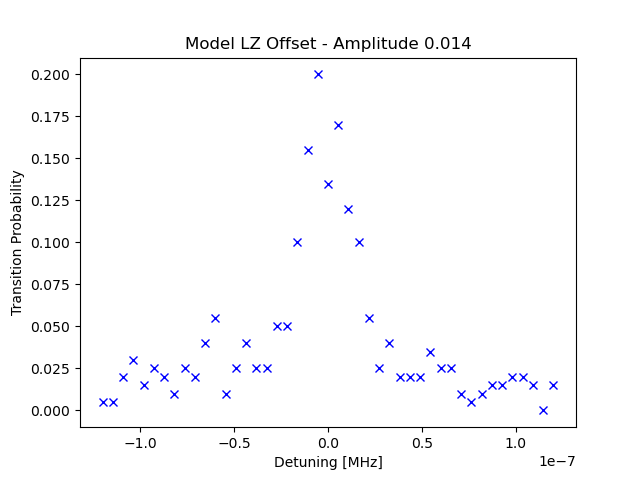 Model LZ Offset - Amplitude 0.014
0.200
0.175
0.150
0.125
0.100
0.075
0.050
0.025
0.000
Transition Probability
−1.0 −0.5 0.0 0.5 1.0
Detuning [MHz]
1e−7